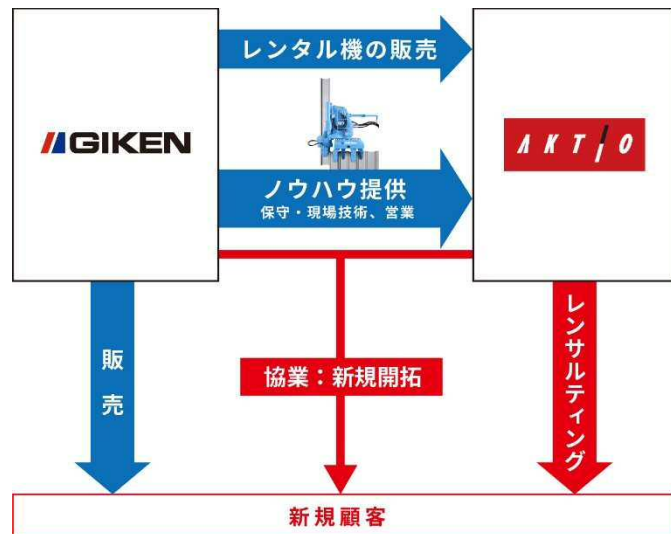 レンタル機の販売
GIKEN
AKTIO
ノウハウ提供
保守・現場技術、営業
販売
協業：新規開拓
レンサルティング
新規顧客